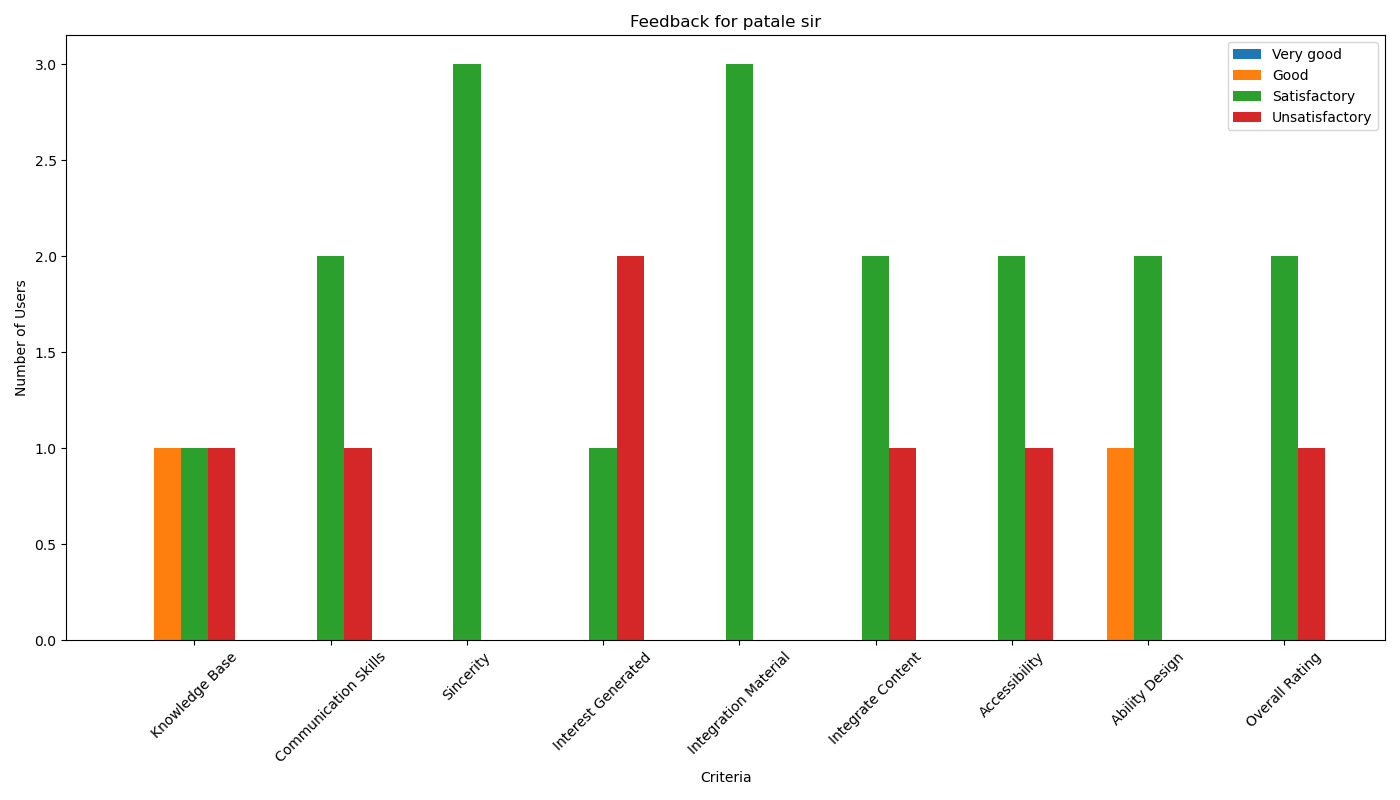 Feedback for patale sir
Very good
Good
Satisfactory
Unsatisfactory
3.0
2.5
2.0
1.5
1.0
0.5
0.0
Number of Users
Knowledge Base
Communication Skills
Sincerity
Interest Generated
Integration Material
Integrate Content
Accessibility
Ability Design
Overall Rating
Criteria